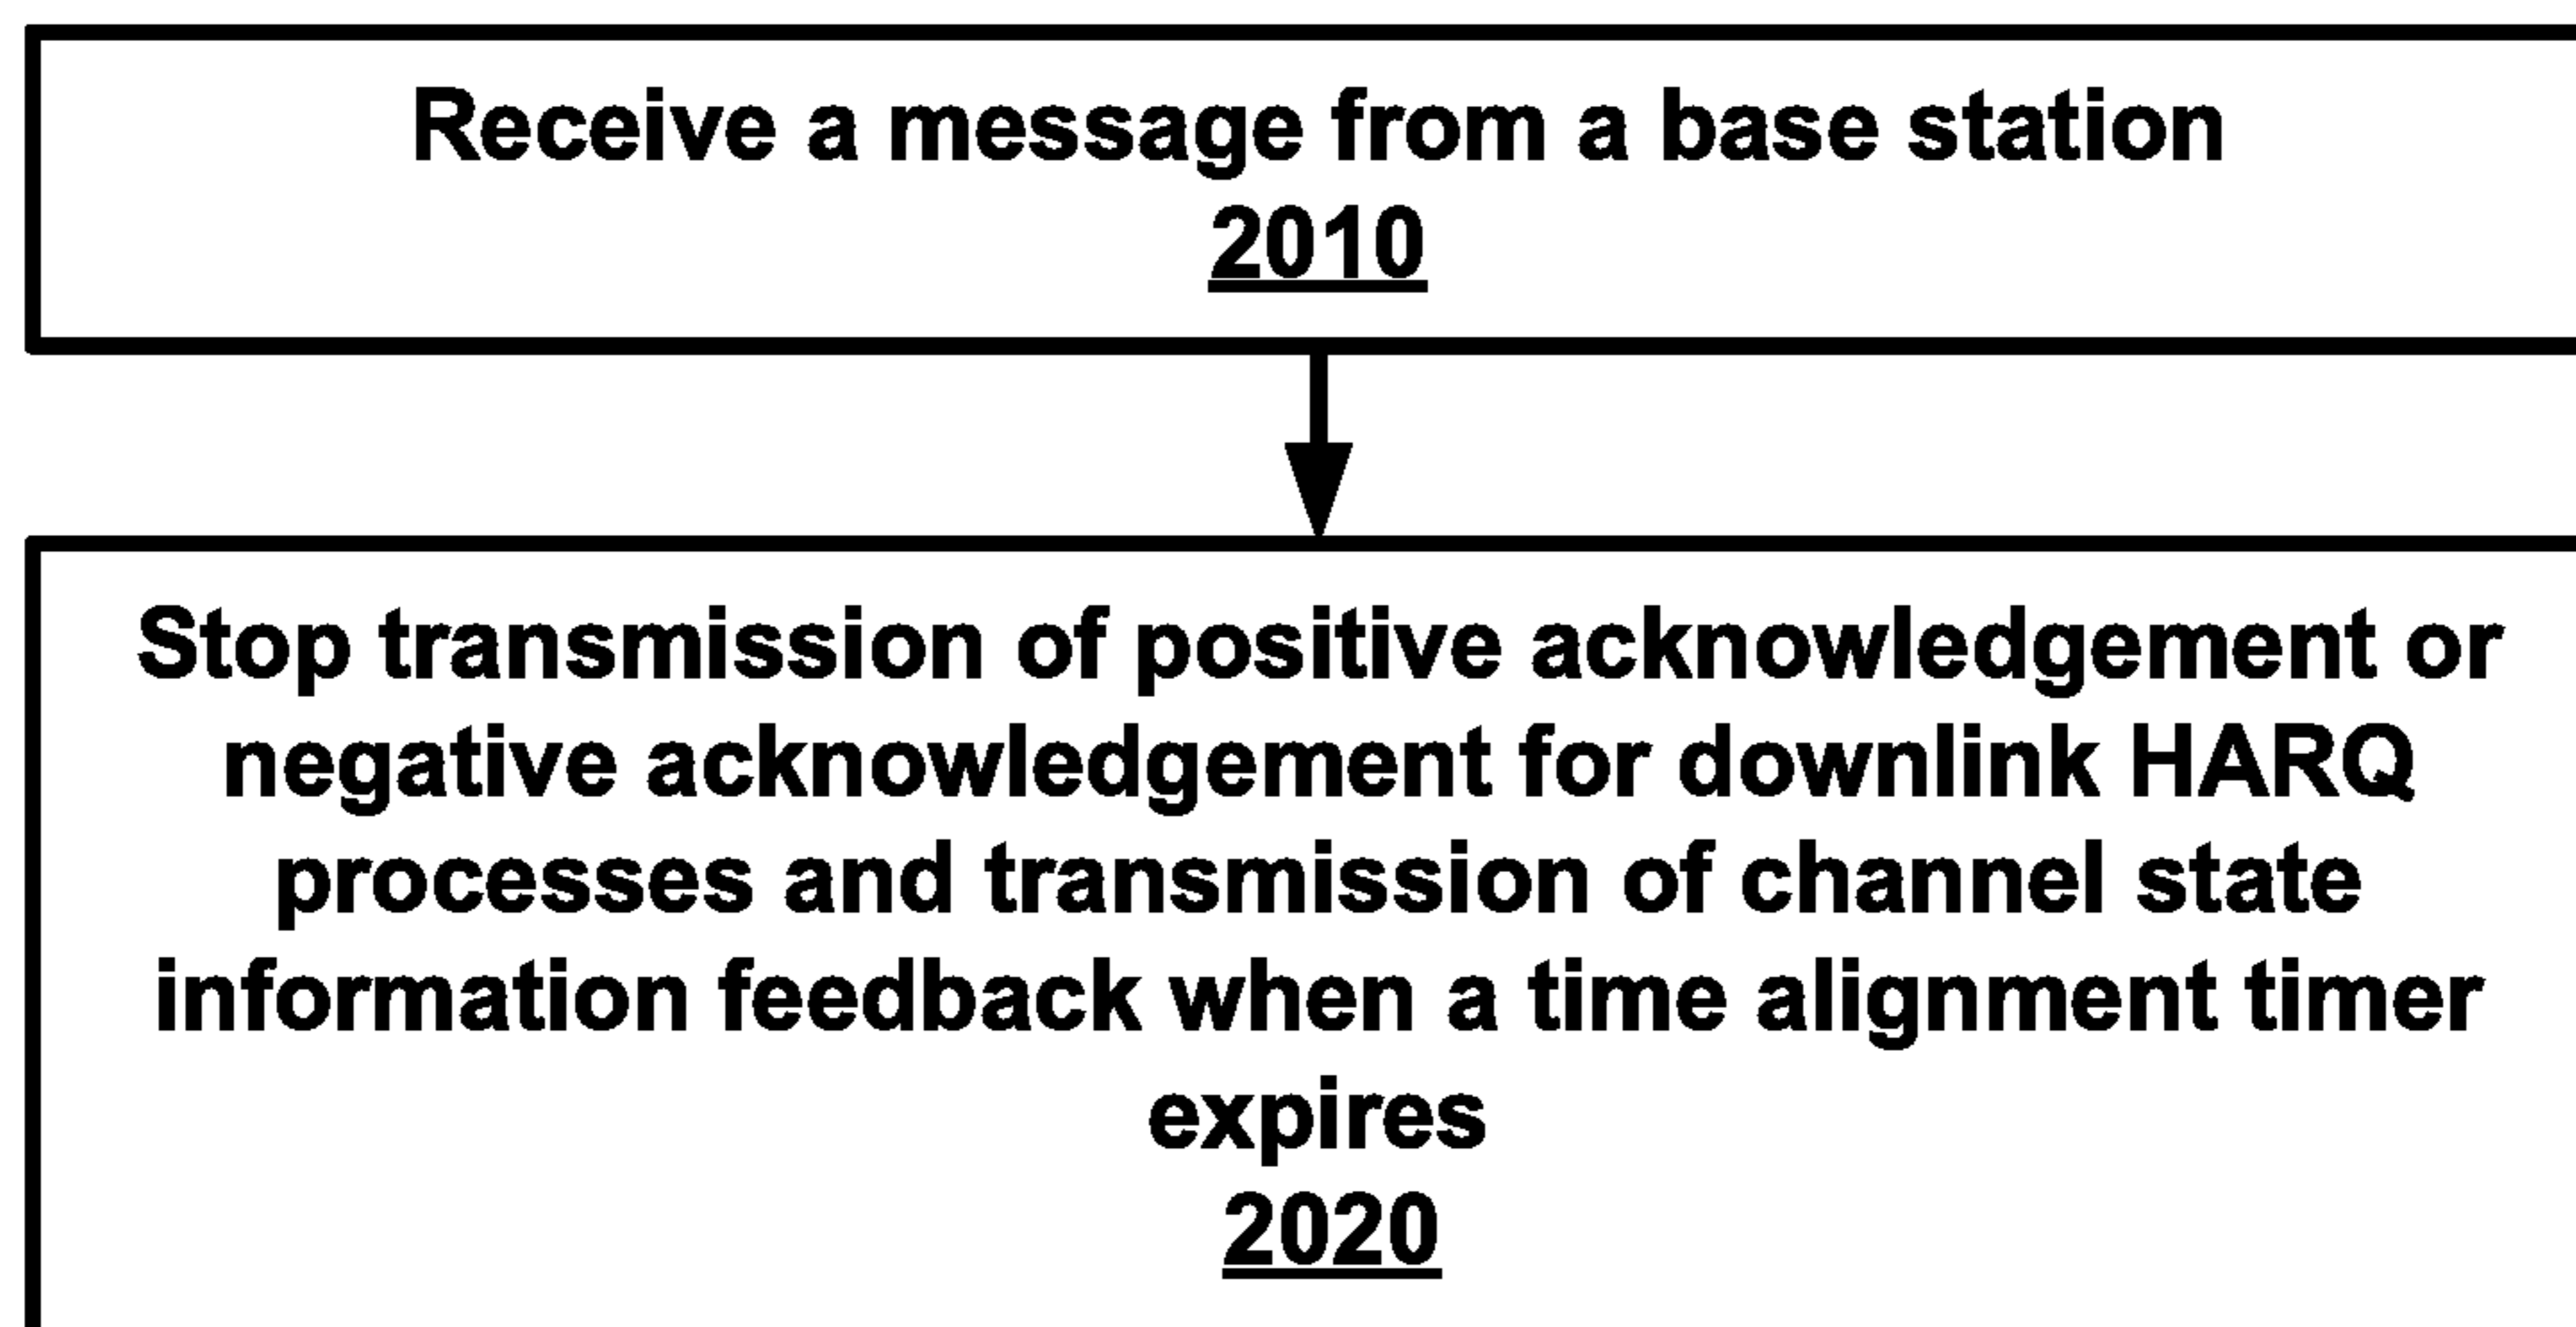 Receive a message from a base station
2010
Stop transmission of positive acknowledgement or
negative acknowledgement for downlink HARQ
processes and transmission of channel state
information feedback when a time alignment timer
expires
2020